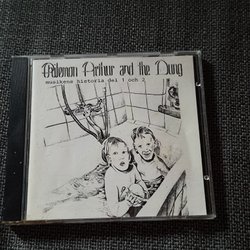 Philemon Arthur and the Dung
musikens historia del 1 och 2